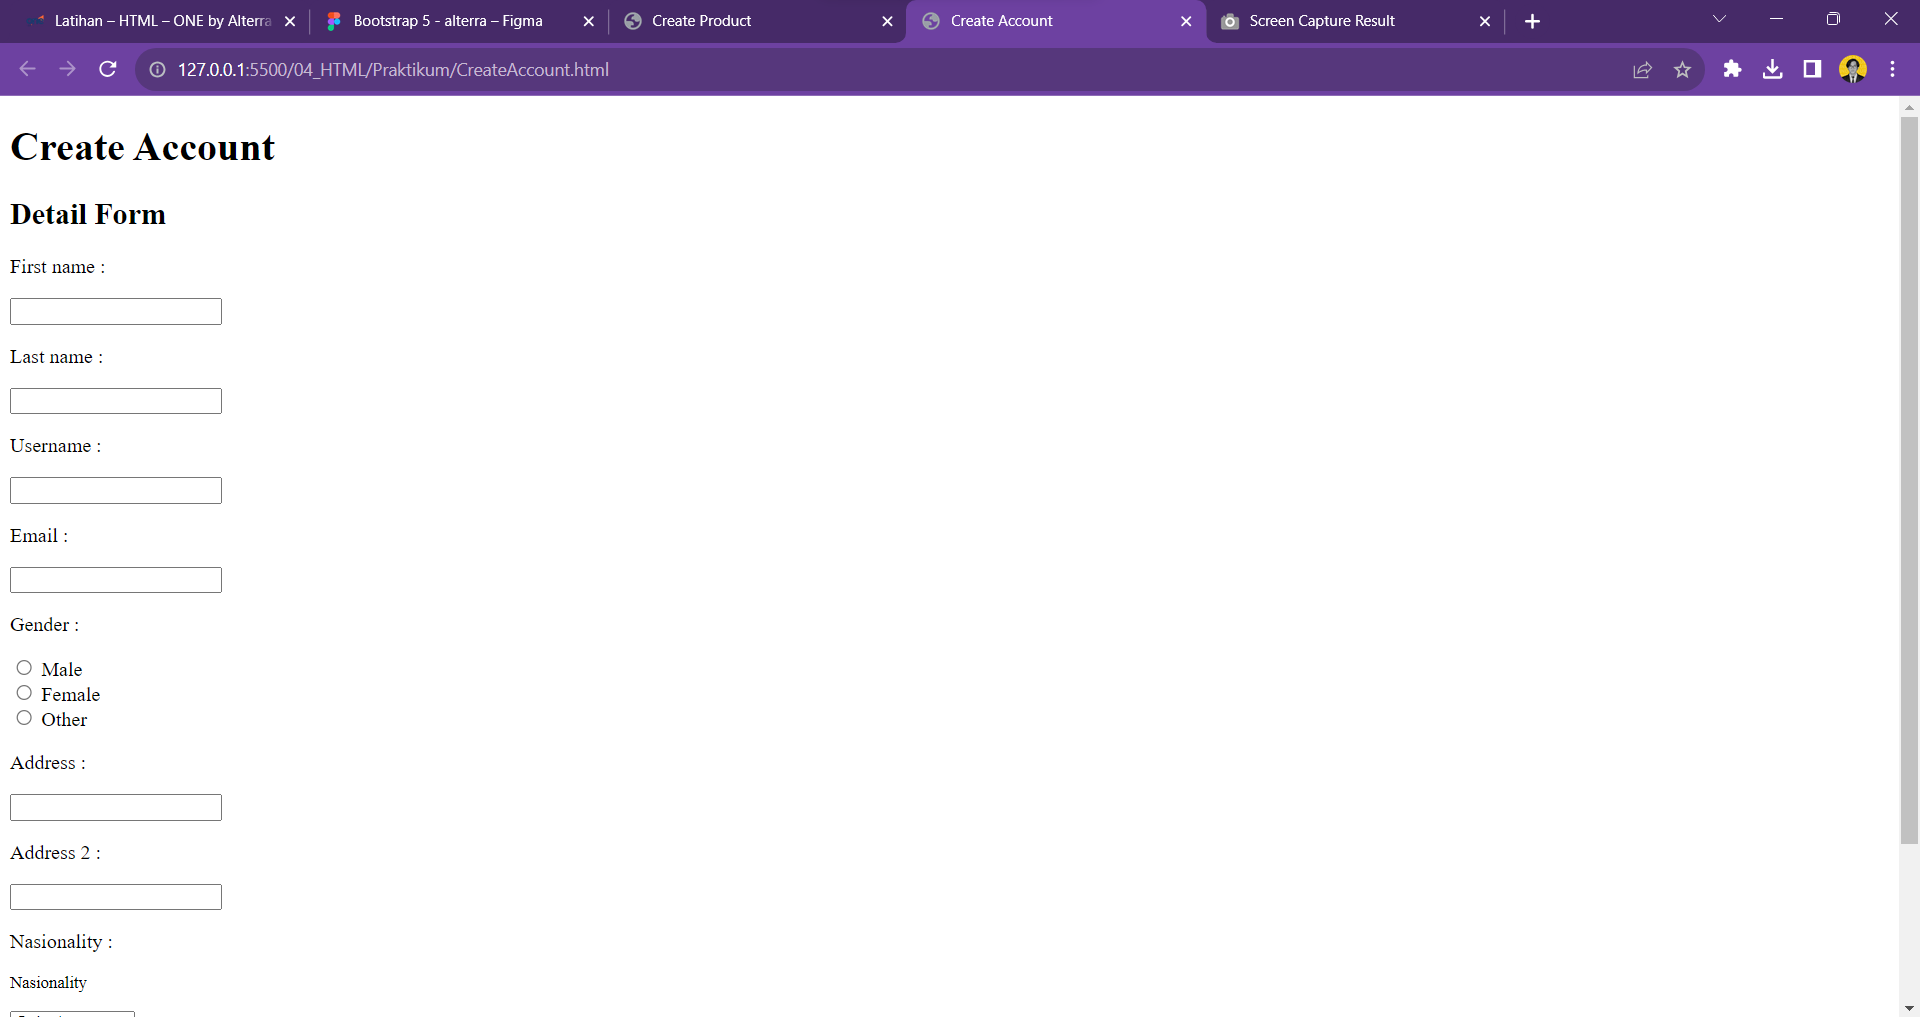 Latihan – HTML – ONE by Alterra
Bootstrap 5 - alterra – Figma
Create Product
Create Account
Screen Capture Result
127.0.0.1:5500/04_HTML/Praktikum/CreateAccount.html
Create Account
Detail Form
First name :
Last name :
Username :
Email :
Gender :
Male
Female
Other
Address :
Address 2 :
Nasionality :
Nasionality